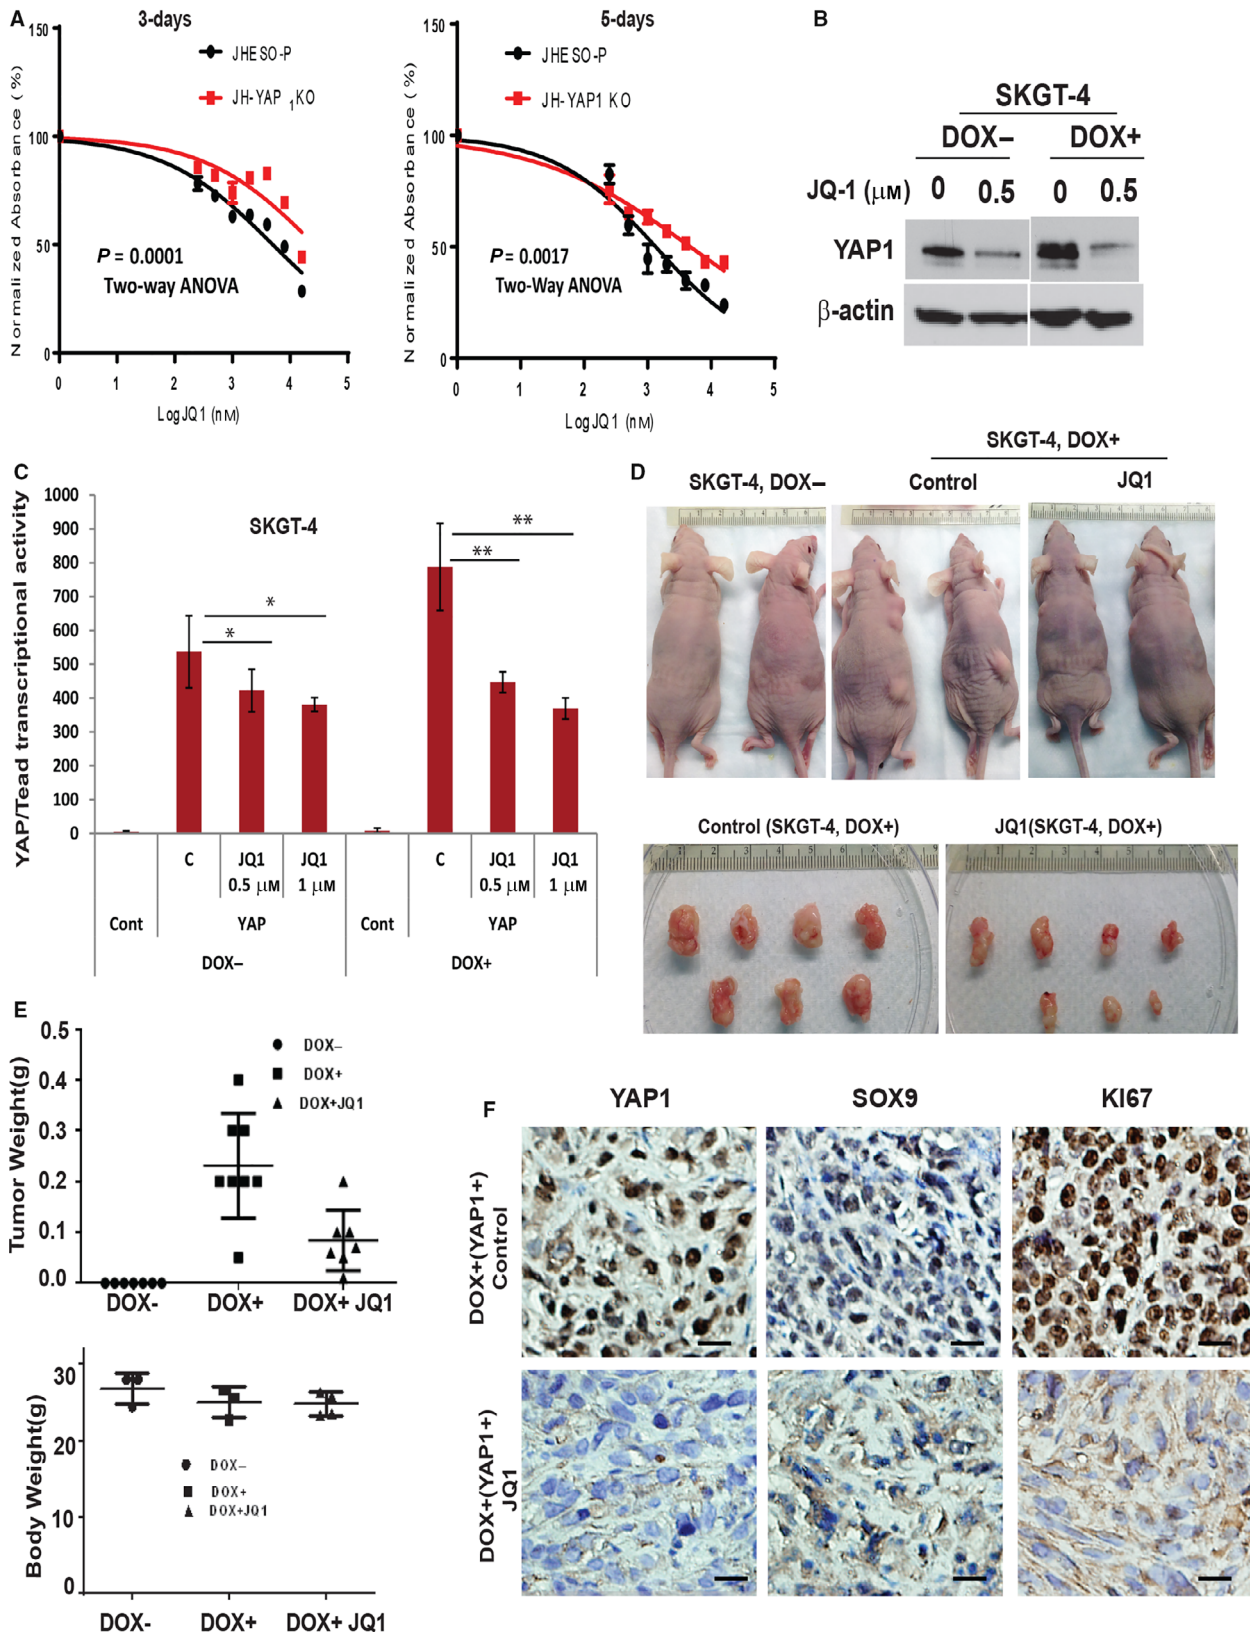 A
3-days
150
100
50
0
Normalized Absorbance (%)
JHESO-P
JH-YAP 1KO
P = 0.0001
Two-way ANOVA
0 1 2 3 4 5
LogJQ1 (nM)
5-days
150
100
50
0
Normalized Absorbance (%)
JHESO-P
JH-YAP1 KO
P = 0.0017
Two-Way ANOVA
0 1 2 3 4 5
LogJQ1 (nM)
B
SKGT-4
DOX– DOX+
JQ-1 (μM) 0 0.5 0 0.5
YAP1
β-actin
C
SKGT-4
YAP/Tead transcriptional activity
1000
900
800
700
600
500
400
300
200
100
0
* * ** **
C JQ1 JQ1 C JQ1 JQ1
0.5 μM 1 μM 0.5 μM 1 μM
Cont YAP Cont YAP
DOX– DOX+
D
SKGT-4, DOX+
SKGT-4, DOX– Control JQ1
Control (SKGT-4, DOX+) JQ1(SKGT-4, DOX+)
E
Tumor Weight(g)
0.5
0.4
0.3
0.2
0.1
0.0
DOX–
DOX+
DOX+JQ1
DOX- DOX+ DOX+ JQ1
Body Weight(g)
30
20
10
0
DOX–
DOX+
DOX+JQ1
DOX- DOX+ DOX+ JQ1
F
YAP1 SOX9 KI67
DOX+(YAP1+)
Control
DOX+(YAP1+)
JQ1